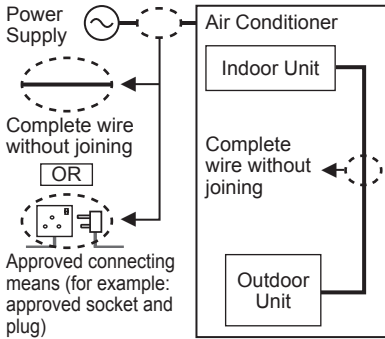 Power
Supply
Air Conditioner
Indoor Unit
Complete wire
without joining
OR
Approved connecting
means (for example:
approved socket and
plug)
Complete
wire without
joining
Outdoor
Unit